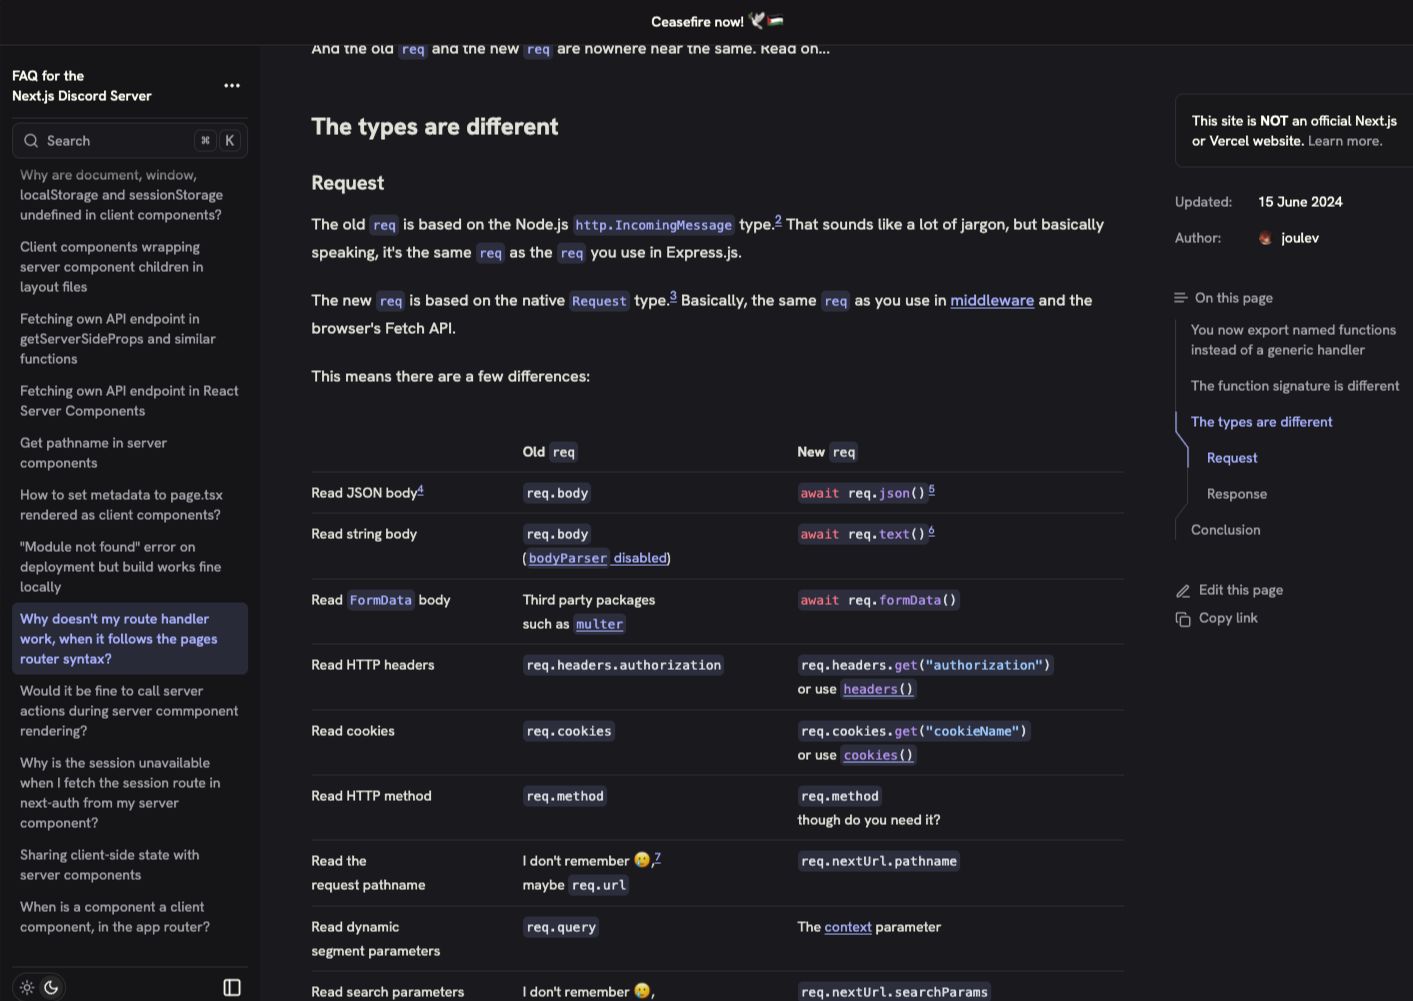 Ceasefire now! 🕊️🇵🇸
FAQ for the
Next.js Discord Server
Search
⌘ K
Why are document, window,
localStorage and sessionStorage
undefined in client components?
Client components wrapping
server component children in
layout files
Fetching own API endpoint in
getServerSideProps and similar
functions
Fetching own API endpoint in React
Server Components
Get pathname in server
components
How to set metadata to page.tsx
rendered as client components?
"Module not found" error on
deployment but build works fine
locally
Why doesn't my route handler
work, when it follows the pages
router syntax?
Would it be fine to call server
actions during server commponent
rendering?
Why is the session unavailable
when I fetch the session route in
next-auth from my server
component?
Sharing client-side state with
server components
When is a component a client
component, in the app router?
And the old req and the new req are nowhere near the same. Read on...
The types are different
Request
The old req is based on the Node.js http.IncomingMessage type.2 That sounds like a lot of jargon, but basically
speaking, it's the same req as the req you use in Express.js.
The new req is based on the native Request type.3 Basically, the same req as you use in middleware and the
browser's Fetch API.
This means there are a few differences:
Old req New req
Read JSON body4 req.body await req.json()5
Read string body req.body await req.text()6
(bodyParser disabled)
Read FormData body Third party packages await req.formData()
such as multer
Read HTTP headers req.headers.authorization req.headers.get("authorization")
or use headers()
Read cookies req.cookies req.cookies.get("cookieName")
or use cookies()
Read HTTP method req.method req.method
though do you need it?
Read the I don't remember 🥲,7 req.nextUrl.pathname
request pathname maybe req.url
Read dynamic req.query The context parameter
segment parameters
Read search parameters I don't remember 🥲, req.nextUrl.searchParams
This site is NOT an official Next.js
or Vercel website. Learn more.
Updated: 15 June 2024
Author: joulev
On this page
You now export named functions
instead of a generic handler
The function signature is different
The types are different
Request
Response
Conclusion
Edit this page
Copy link